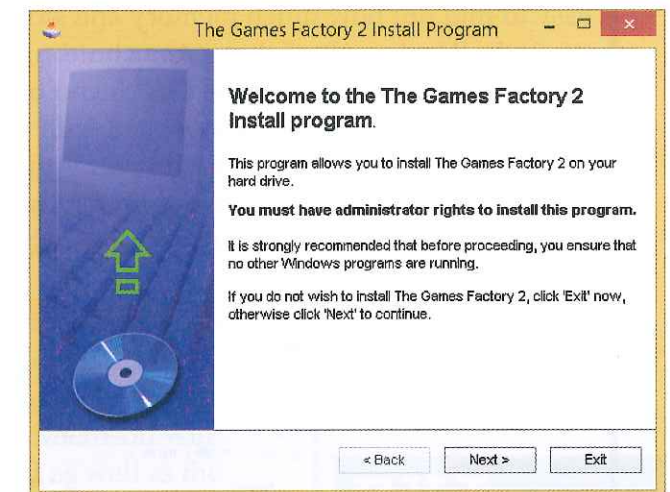 The Games Factory 2 Install Program
Welcome to the The Games Factory 2
Install program.
This program allows you to install The Games Factory 2 on your
hard drive.
You must have administrator rights to install this program.
It is strongly recommended that before proceeding, you ensure that
no other Windows programs are running.
If you do not wish to install The Games Factory 2, click 'Exit' now,
otherwise click 'Next' to continue.
< Back
Next >
Exit